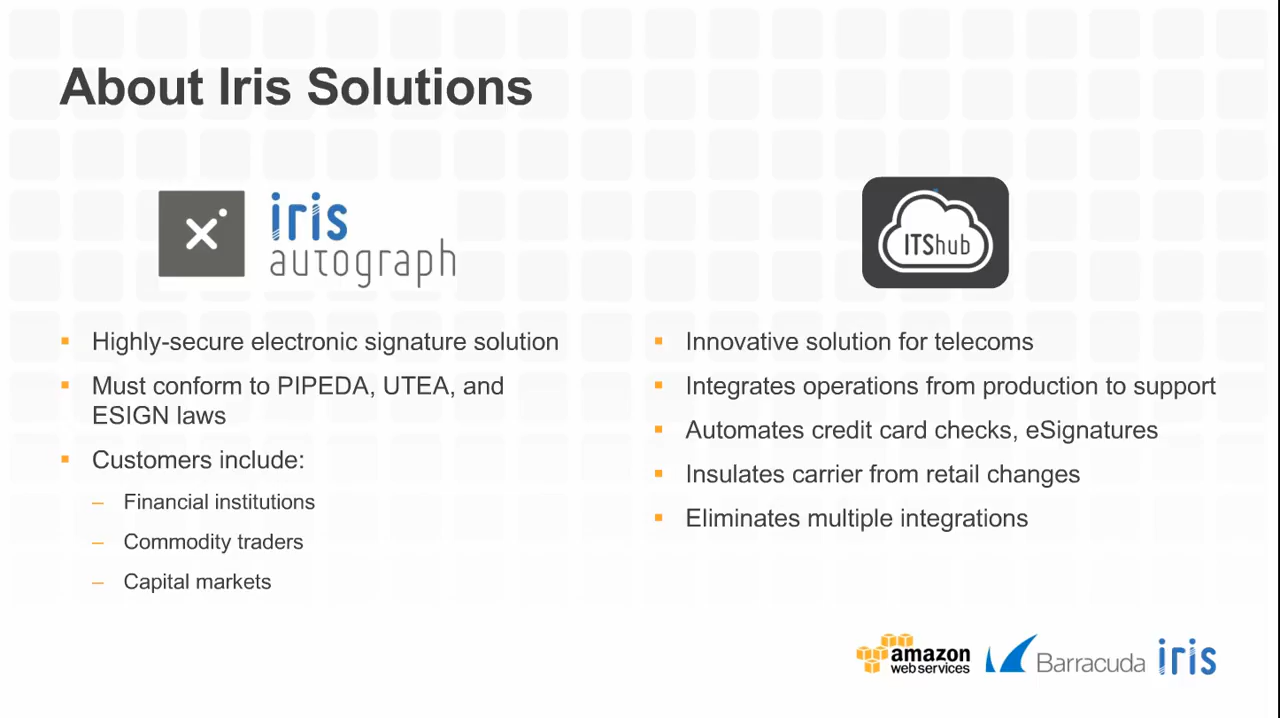 About Iris Solutions
iris
autograph
Highly-secure electronic signature solution
Must conform to PIPEDA, UTEA, and
ESIGN laws
Customers include:
Financial institutions
Commodity traders
Capital markets
ITShub
Innovative solution for telecoms
Integrates operations from production to support
Automates credit card checks, eSignatures
Insulates carrier from retail changes
Eliminates multiple integrations
amazon
webservices
Barracuda
iris